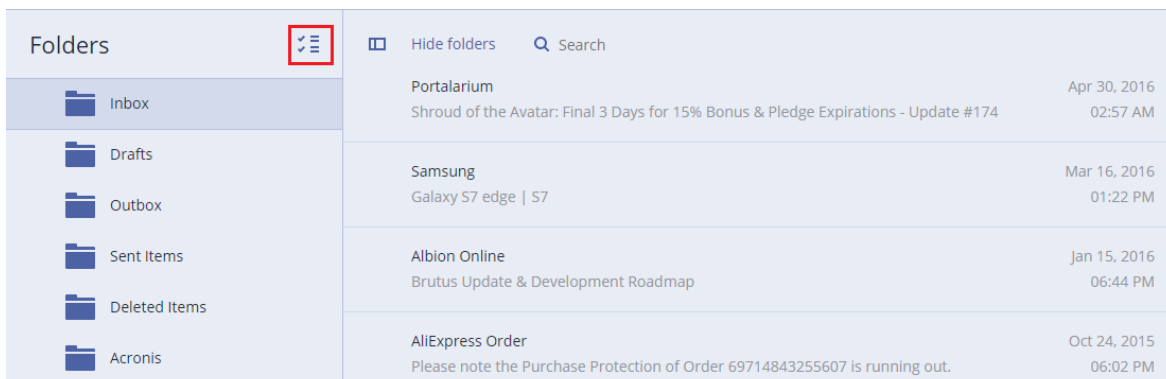 Folders
Inbox
Drafts
Outbox
Sent Items
Deleted Items
Acronis
Hide folders
Search
Portalarium
Apr 30, 2016
Shroud of the Avatar: Final 3 Days for 15% Bonus & Pledge Expirations - Update #174
02:57 AM
Samsung
Mar 16, 2016
Galaxy S7 edge | S7
01:22 PM
Albion Online
Jan 15, 2016
Brutus Update & Development Roadmap
06:44 PM
AliExpress Order
Oct 24, 2015
Please note the Purchase Protection of Order 69714843255607 is running out.
06:02 PM